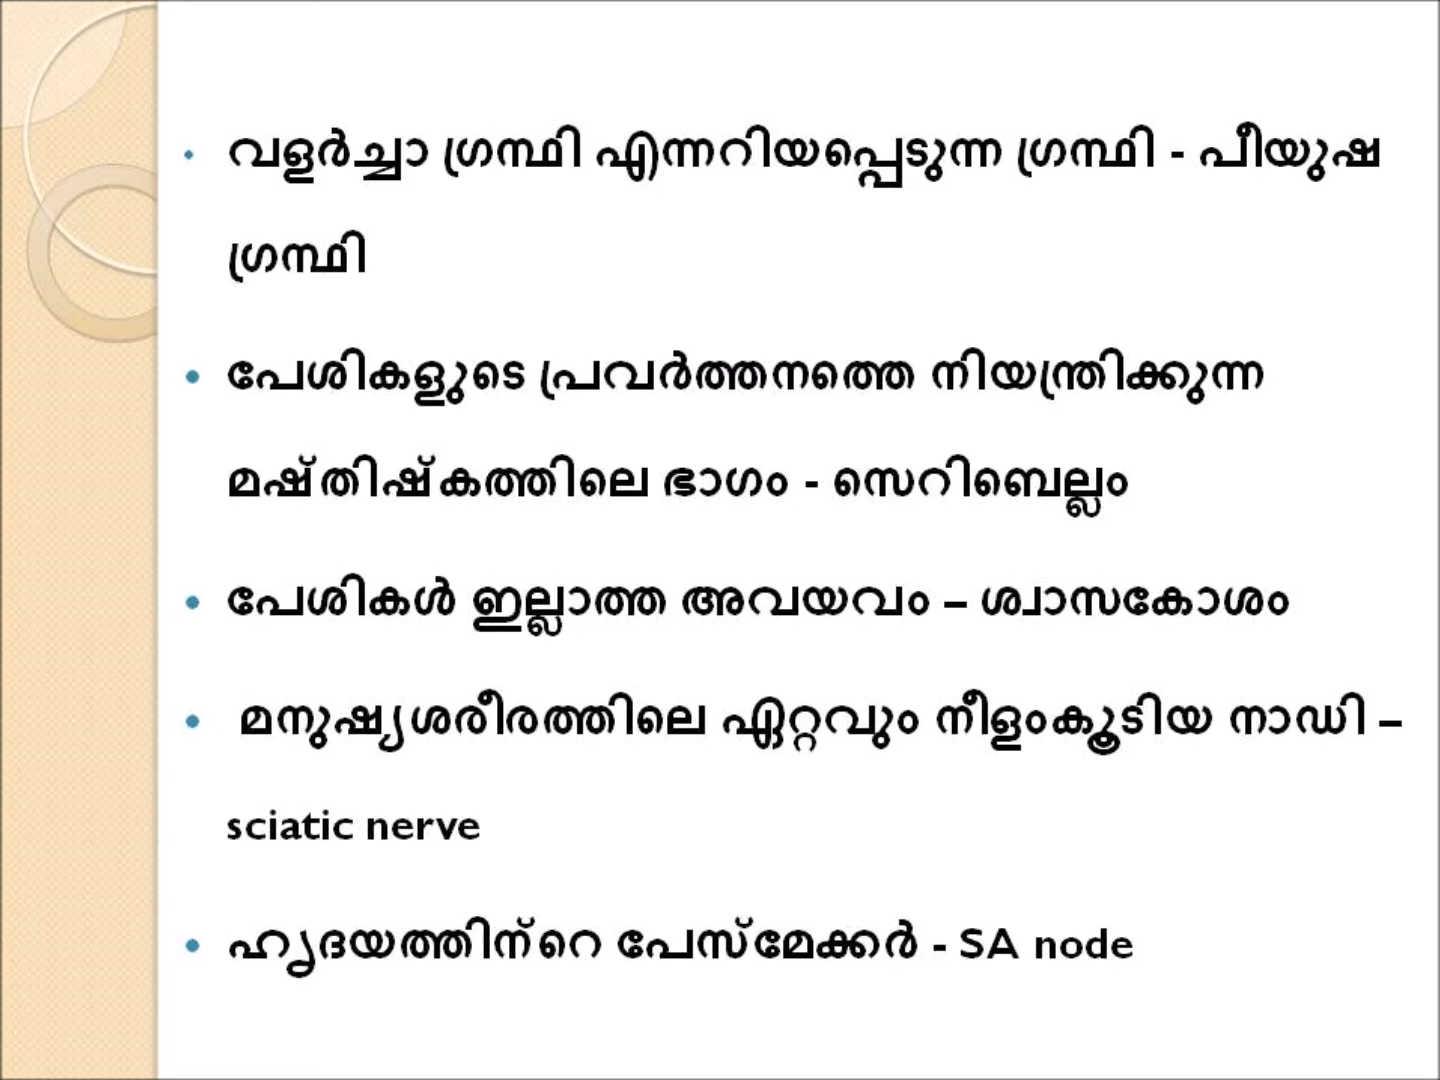 • വളർച്ചാ ഗ്രന്ഥി എന്നറിയപ്പെടുന്ന ഗ്രന്ഥി - പീയുഷ
ഗ്രന്ഥി
• പേശികളുടെ പ്രവർത്തനത്തെ നിയന്ത്രിക്കുന്ന
മഷ്തിഷ്കത്തിലെ ഭാഗം - സെറിബെല്ലം
• പേശികൾ ഇല്ലാത്ത അവയവം – ശ്വാസകോശം
• മനുഷ്യശരീരത്തിലെ ഏറ്റവും നീളംകൂടിയ നാഡി –
sciatic nerve
• ഹൃദയത്തിന്റെ പേസ്മേക്കർ - SA node